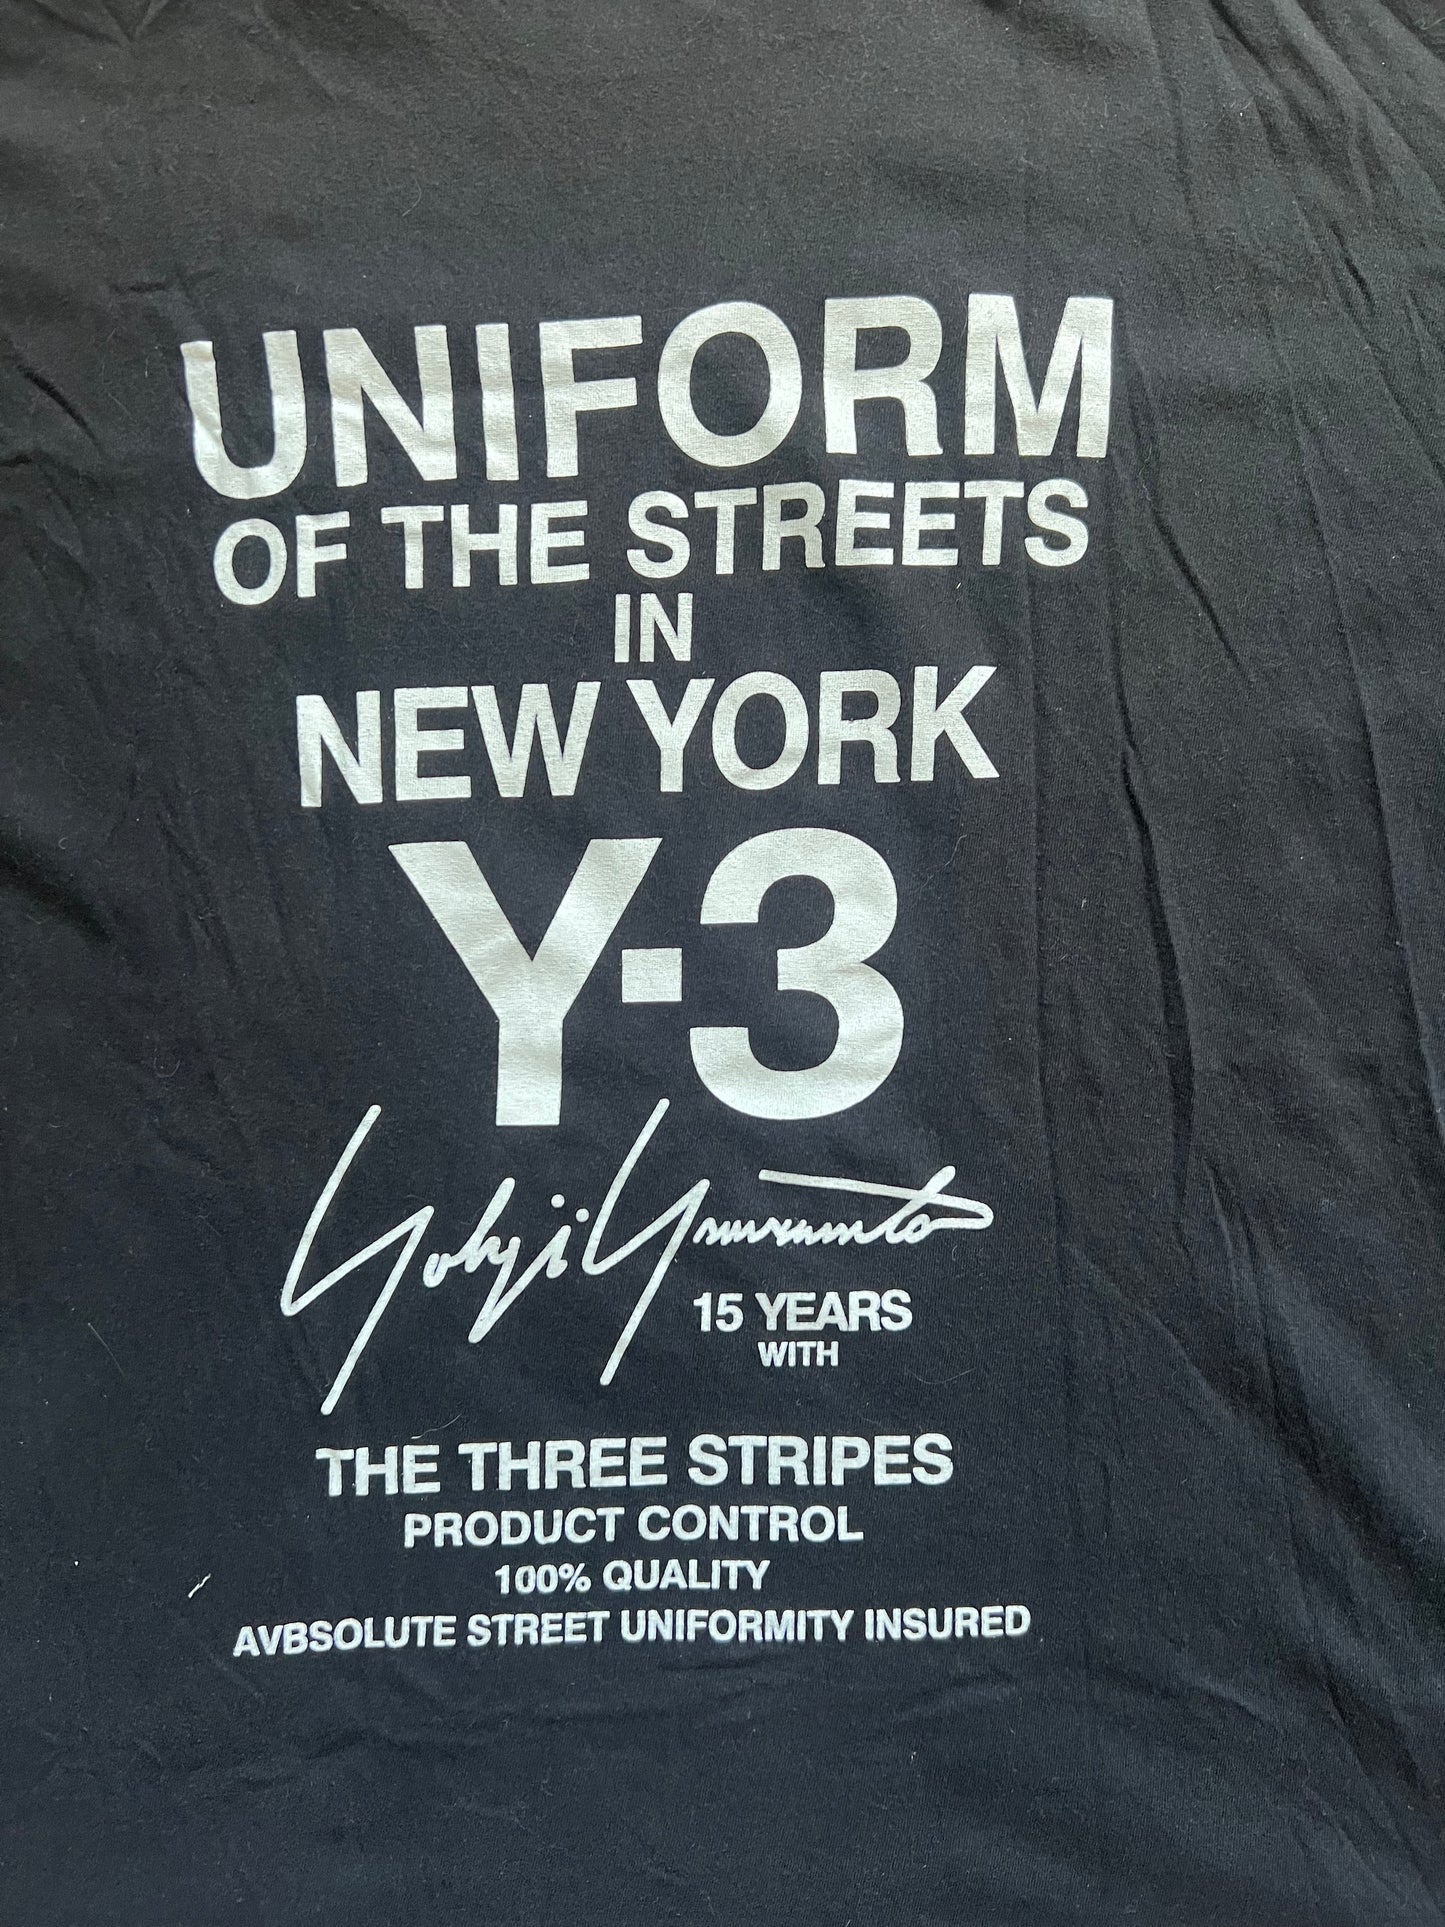 UNIFORM
OF THE STREETS
IN
NEW YORK
Y-3
Yohji Yamamoto
15 YEARS
WITH
THE THREE STRIPES
PRODUCT CONTROL
100% QUALITY
AVBSOLUTE STREET UNIFORMITY INSURED